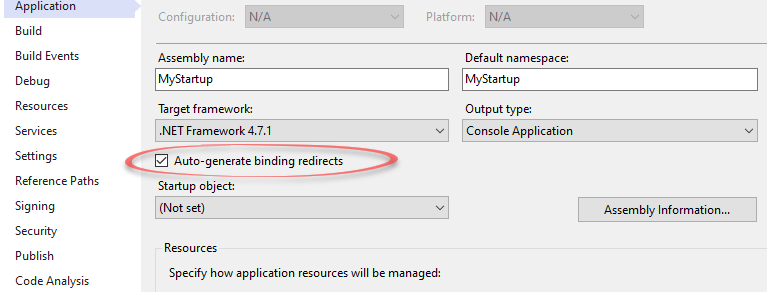 Application
Build
Build Events
Debug
Resources
Services
Settings
Reference Paths
Signing
Security
Publish
Code Analysis
Configuration: N/A Platform: N/A
Assembly name: Default namespace:
MyStartup MyStartup
Target framework: Output type:
.NET Framework 4.7.1 Console Application
Auto-generate binding redirects
Startup object:
(Not set) Assembly Information...
Resources
Specify how application resources will be managed: